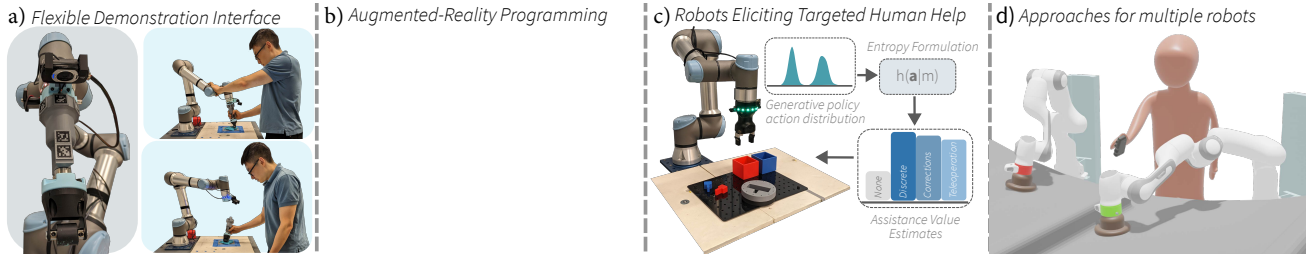 a) Flexible Demonstration Interface
b) Augmented-Reality Programming
c) Robots Eliciting Targeted Human Help
Entropy Formulation
h(a|m)
Generative policy
action distribution
None
Discrete
Corrections
Teleoperation
Assistance Value
Estimates
d) Approaches for multiple robots